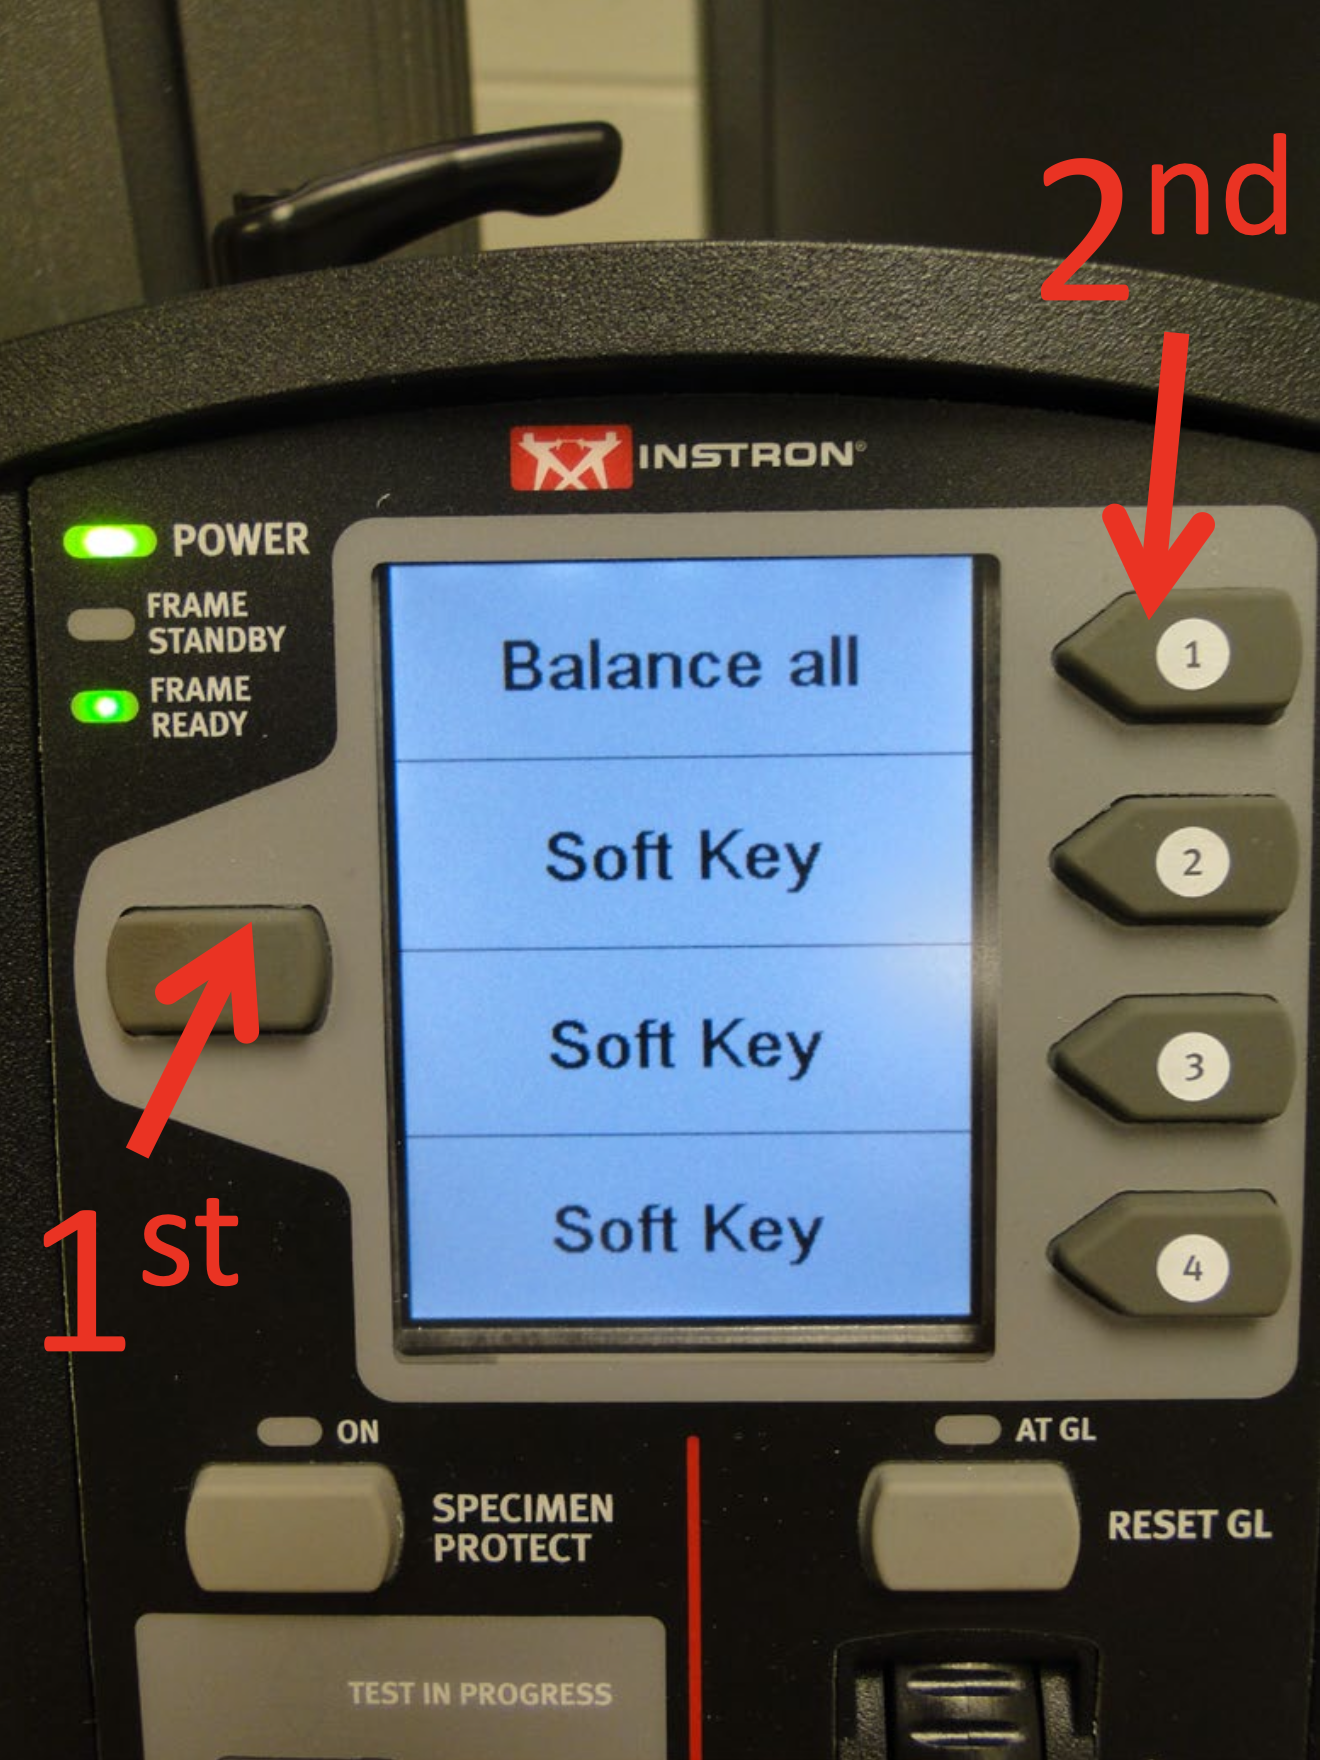 2nd
INSTRON®
POWER
FRAME
STANDBY
FRAME
READY
Balance all
1
Soft Key
2
Soft Key
3
Soft Key
4
1st
ON
SPECIMEN
PROTECT
AT GL
RESET GL
TEST IN PROGRESS